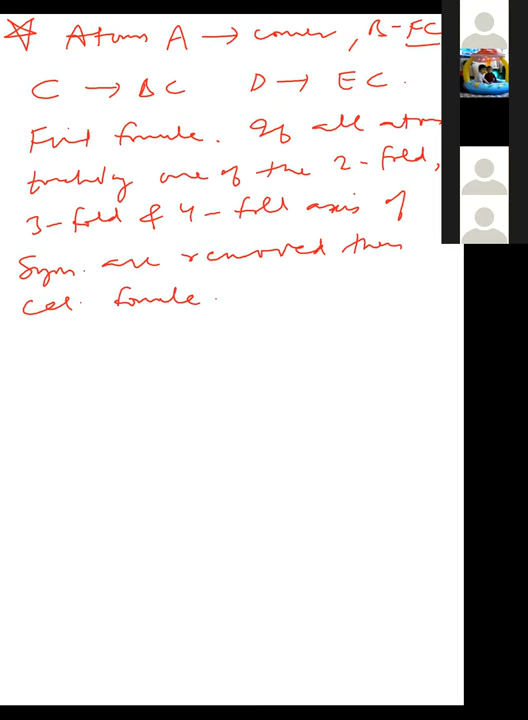 ☆ Atoms A → corner, B - FC
C → BC D → EC.
Find formula. If all atoms
touching one of the 2-fold,
3-fold & 4-fold axis of
Sym. are removed then
cal. formula.